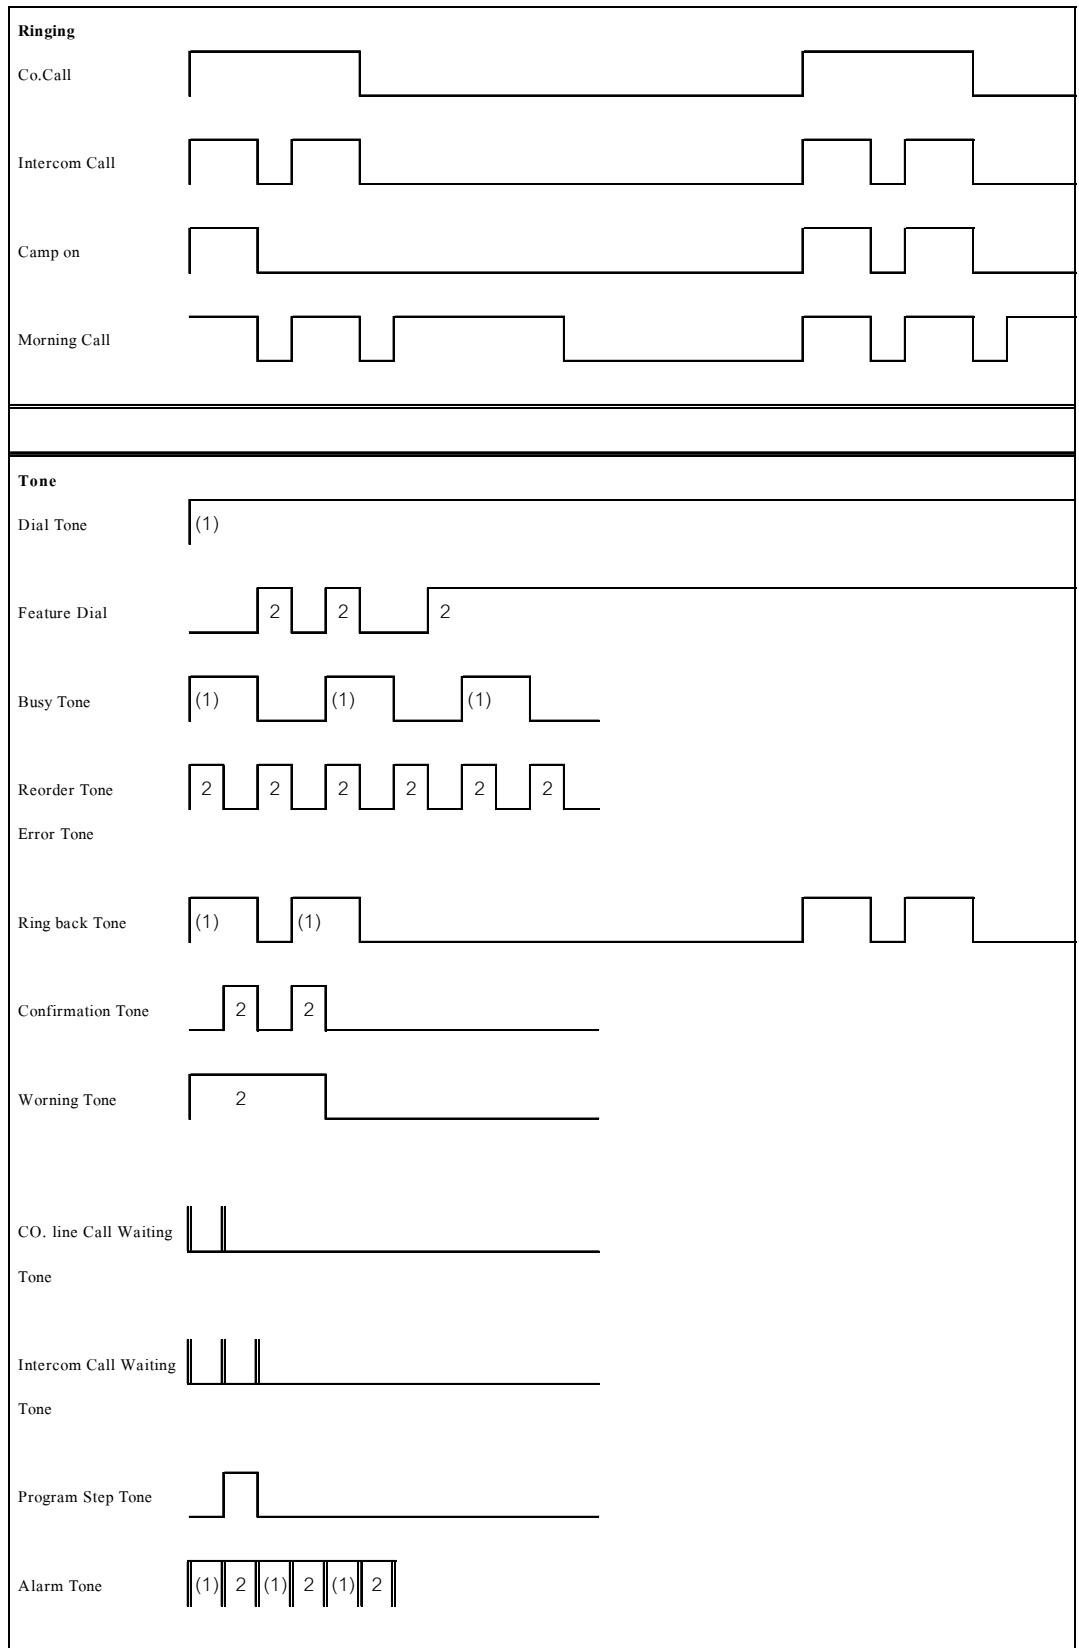 Ringing
Co.Call
Intercom Call
Camp on
Morning Call
Tone
Dial Tone (1)
Feature Dial 2 2 2
Busy Tone (1) (1) (1)
Reorder Tone 2 2 2 2 2 2
Error Tone
Ring back Tone (1) (1)
Confirmation Tone 2 2
Worning Tone 2
CO. line Call Waiting
Tone
Intercom Call Waiting
Tone
Program Step Tone
Alarm Tone (1) 2 (1) 2 (1) 2